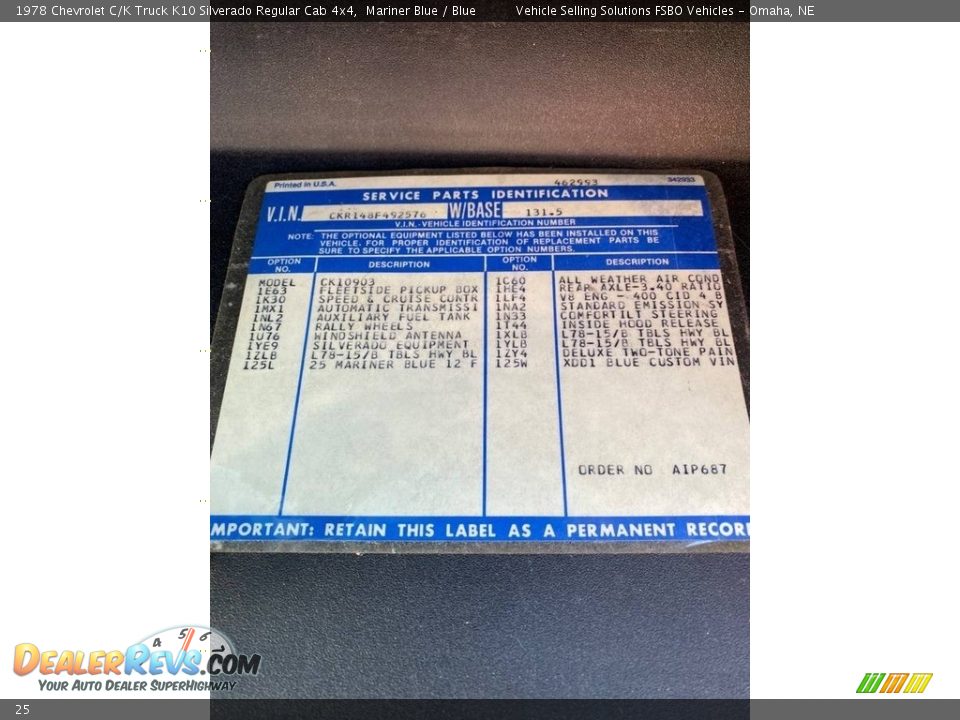 1978 Chevrolet C/K Truck K10 Silverado Regular Cab 4x4, Mariner Blue / Blue Vehicle Selling Solutions FSBO Vehicles - Omaha, NE
Printed in U.S.A. 462993 342933
SERVICE PARTS IDENTIFICATION
V.I.N. CKR148F492576 W/BASE 131.5
V.I.N.-VEHICLE IDENTIFICATION NUMBER
NOTE: THE OPTIONAL EQUIPMENT LISTED BELOW HAS BEEN INSTALLED ON THIS
VEHICLE. FOR PROPER IDENTIFICATION OF REPLACEMENT PARTS BE
SURE TO SPECIFY THE APPLICABLE OPTION NUMBERS.
OPTION NO. DESCRIPTION OPTION NO. DESCRIPTION
MODEL CK10903 1C60 ALL WEATHER AIR COND
1E63 FLEETSIDE PICKUP BOX 1HE4 REAR AXLE-3.40 RATIO
1K30 SPEED & CRUISE CONTR 1LF4 V8 ENG - 400 CID 4 B
1MX1 AUTOMATIC TRANSMISSI 1NA2 STANDARD EMISSION SY
1NL2 AUXILIARY FUEL TANK 1N33 COMFORTILT STEERING
1N67 RALLY WHEELS 1T44 INSIDE HOOD RELEASE
1U76 WINDSHIELD ANTENNA 1XLB L78-15/B TBLS HWY BL
1YE9 SILVERADO EQUIPMENT 1YLB L78-15/B TBLS HWY BL
1ZLB L78-15/B TBLS HWY BL 1ZY4 DELUXE TWO-TONE PAIN
125L 25 MARINER BLUE 12 F 125W XDD1 BLUE CUSTOM VIN
ORDER NO AIP687
IMPORTANT: RETAIN THIS LABEL AS A PERMANENT RECOR
4 5 6
DEALERREVS.COM
YOUR AUTO DEALER SUPERHIGHWAY
25